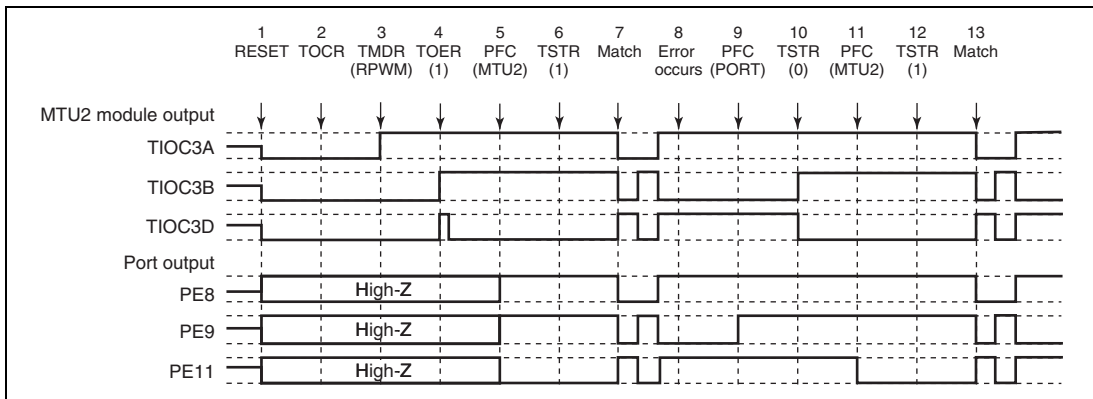 1 2 3 4 5 6 7 8 9 10 11 12 13
RESET TOCR TMDR TOER PFC TSTR Match Error PFC TSTR PFC TSTR Match
(RPWM) (1) (MTU2) (1) occurs (PORT) (0) (MTU2) (1)
MTU2 module output
TIOC3A
TIOC3B
TIOC3D
Port output
PE8 High-Z
PE9 High-Z
PE11 High-Z